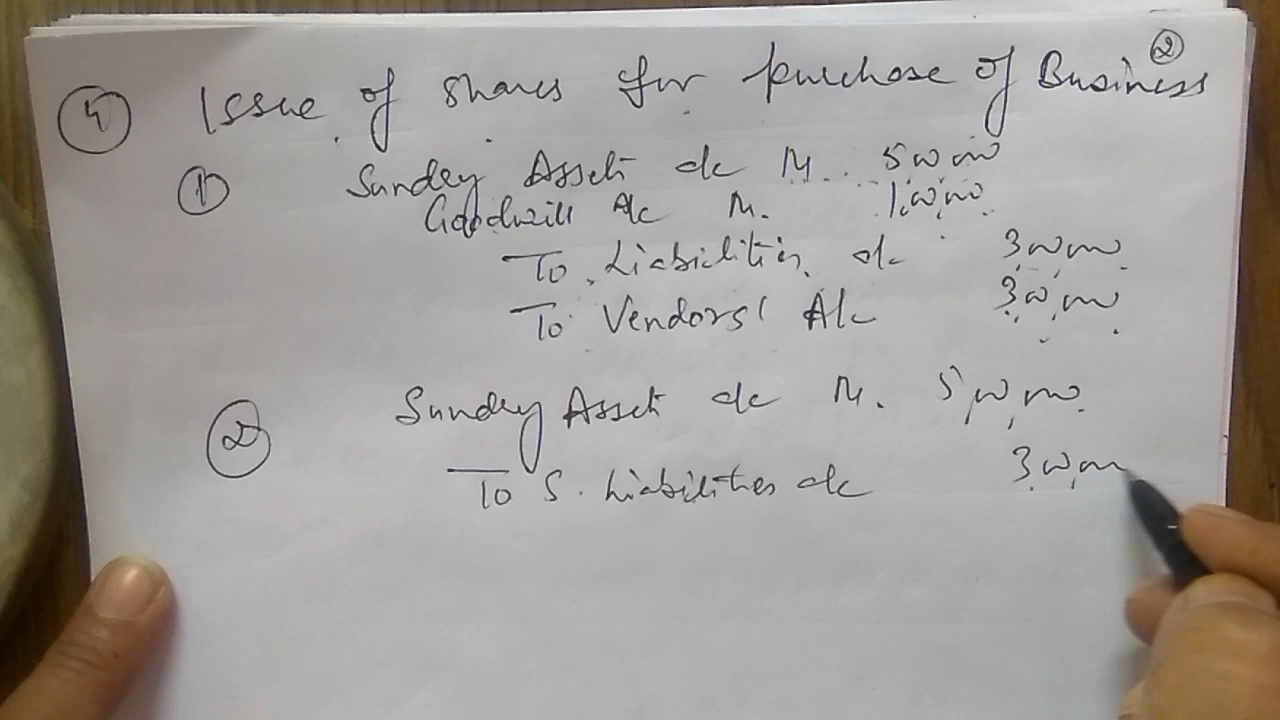 ②
④ Issue of shares for purchase of Business
① Sundry Assets A/c Dr. 5,00,000
Goodwill A/c Dr. 1,00,000
To Liabilities A/c 3,00,000
To Vendors' A/c 3,00,000
② Sundry Assets A/c Dr. 5,00,000
To S. Liabilities A/c 3,00,000